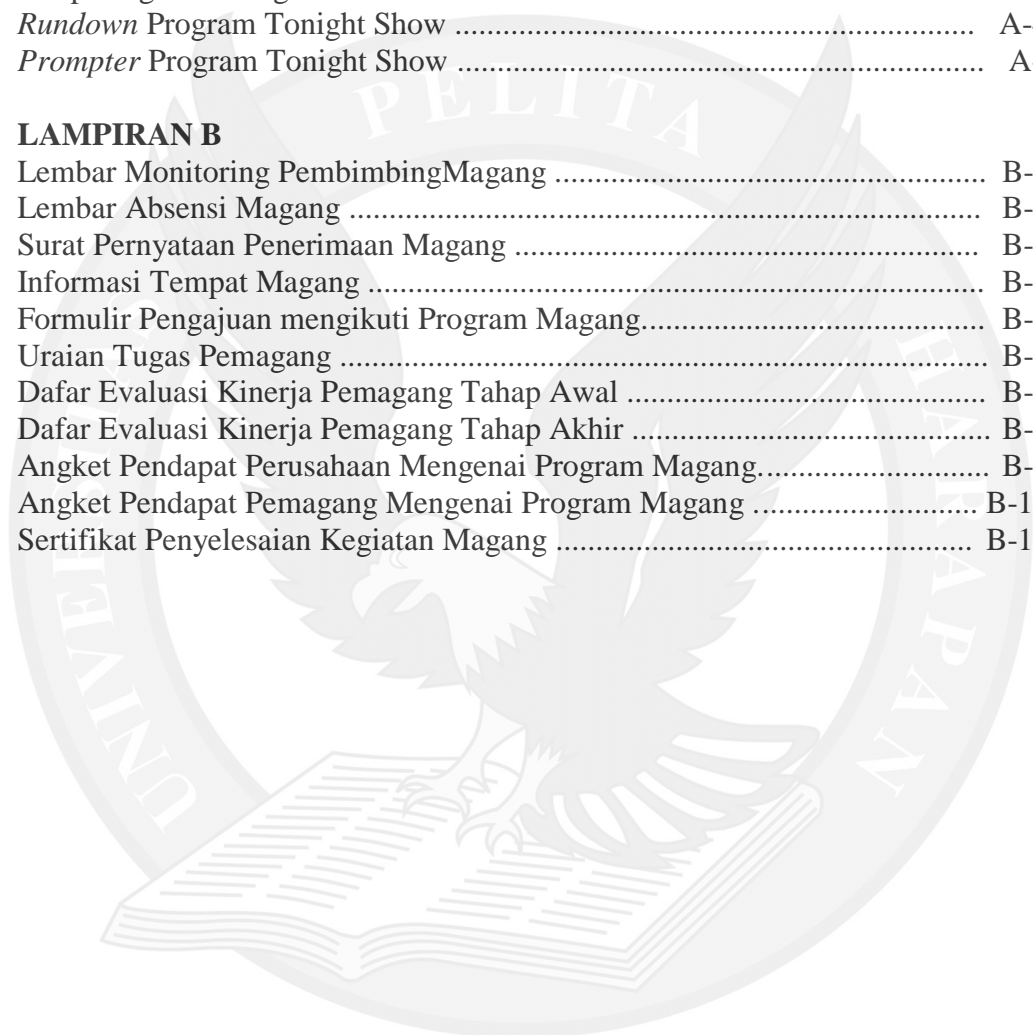 Rundown Program Tonight Show ............................................................... A-
Prompter Program Tonight Show ............................................................... A
LAMPIRAN B
Lembar Monitoring PembimbingMagang .................................................... B-
Lembar Absensi Magang ............................................................................ B-
Surat Pernyataan Penerimaan Magang ........................................................ B-
Informasi Tempat Magang .......................................................................... B-
Formulir Pengajuan mengikuti Program Magang......................................... B-
Uraian Tugas Pemagang .............................................................................. B-
Dafar Evaluasi Kinerja Pemagang Tahap Awal ........................................... B-
Dafar Evaluasi Kinerja Pemagang Tahap Akhir ........................................... B-
Angket Pendapat Perusahaan Mengenai Program Magang........................... B-
Angket Pendapat Pemagang Mengenai Program Magang ........................... B-1
Sertifikat Penyelesaian Kegiatan Magang .................................................. B-1
UNIVERSITAS PELITA HARAPAN